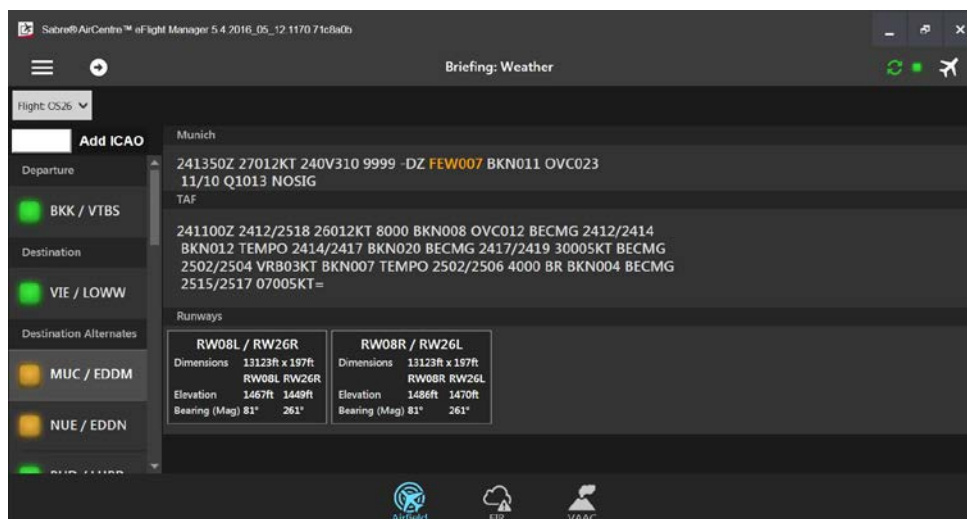 Sabre® AirCentre™ eFlight Manager 5.4.2016_05_12.1170 71c8a0b
Briefing: Weather
Flight: OS26
Add ICAO
Departure
BKK / VTBS
Destination
VIE / LOWW
Destination Alternates
MUC / EDDM
NUE / EDDN
Munich
241350Z 27012KT 240V310 9999 -DZ FEW007 BKN011 OVC023
11/10 Q1013 NOSIG
TAF
241100Z 2412/2518 26012KT 8000 BKN008 OVC012 BECMG 2412/2414
BKN012 TEMPO 2414/2417 BKN020 BECMG 2417/2419 30005KT BECMG
2502/2504 VRB03KT BKN007 TEMPO 2502/2506 4000 BR BKN004 BECMG
2515/2517 07005KT=
Runways
RW08L / RW26R
Dimensions 13123ft x 197ft
RW08L RW26R
Elevation 1467ft 1449ft
Bearing (Mag) 81° 261°
RW08R / RW26L
Dimensions 13123ft x 197ft
RW08R RW26L
Elevation 1486ft 1470ft
Bearing (Mag) 81° 261°
Airfield
FIR
VAAC